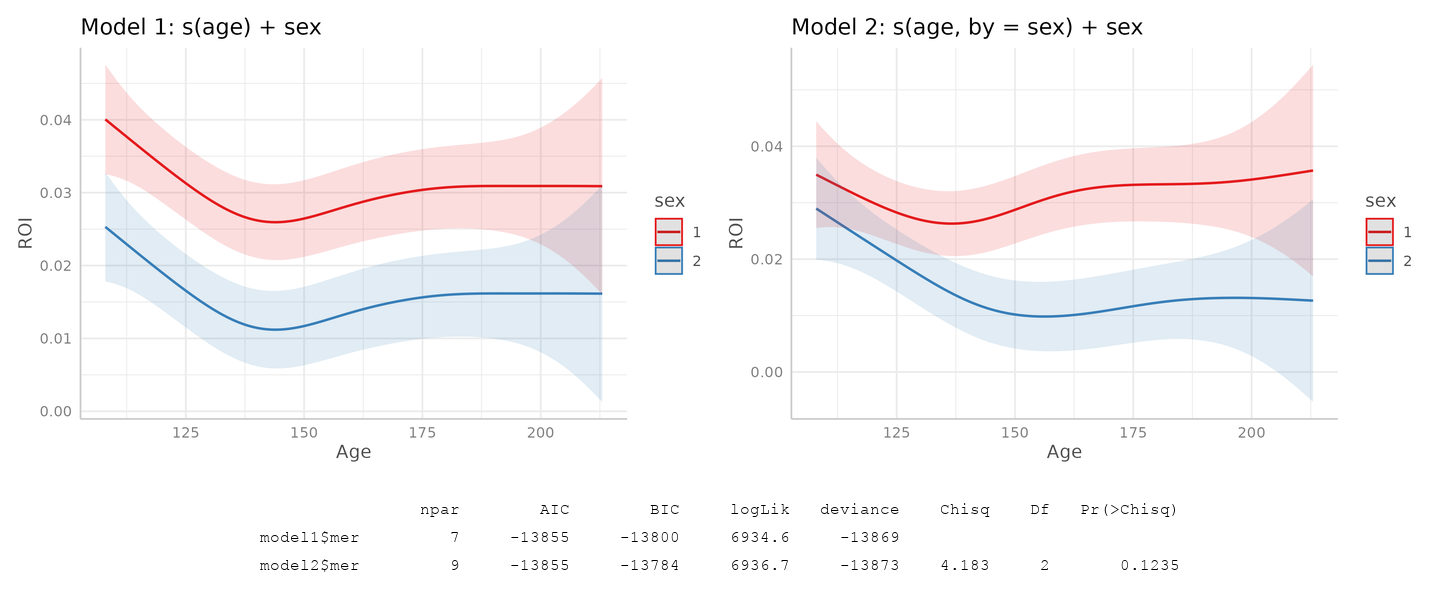 Model 1: s(age) + sex
0.04
0.03
0.02
0.01
0.00
ROI
125 150 175 200
Age
sex
1
2
Model 2: s(age, by = sex) + sex
0.04
0.02
0.00
ROI
125 150 175 200
Age
sex
1
2
npar AIC BIC logLik deviance Chisq Df Pr(>Chisq)
model1$mer 7 -13855 -13800 6934.6 -13869
model2$mer 9 -13855 -13784 6936.7 -13873 4.183 2 0.1235